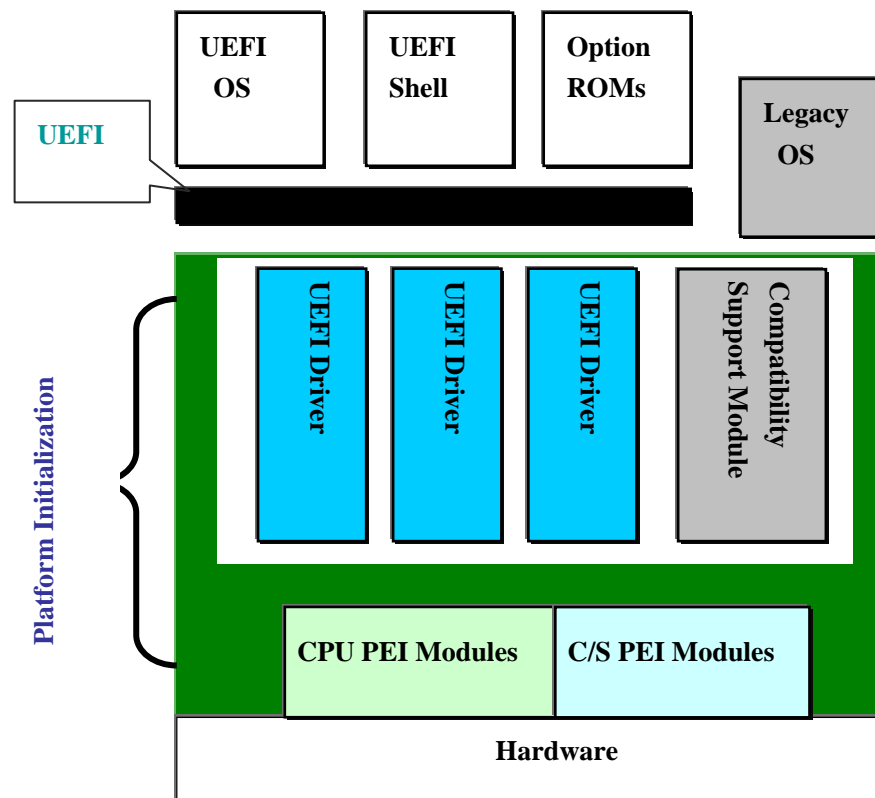 UEFI
OS
UEFI
Shell
Option
ROMs
Legacy
OS
UEFI
UEFI Driver
UEFI Driver
UEFI Driver
Compatibility
Support Module
Platform Initialization
CPU PEI Modules
C/S PEI Modules
Hardware